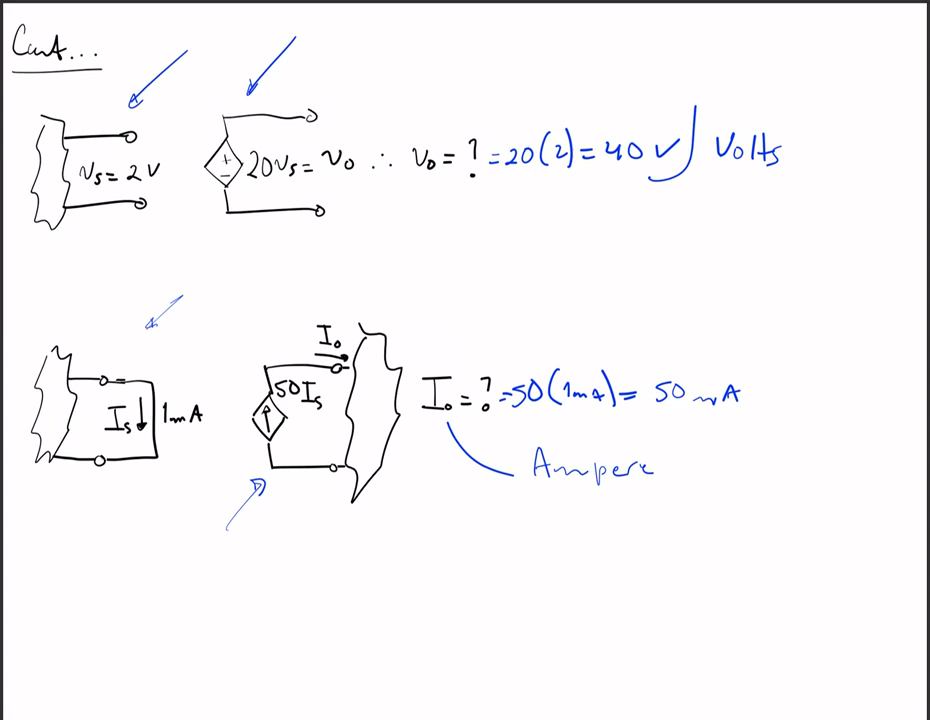 Cont...
Vs = 2 V
+
−
20Vs = Vo ∴ Vo = ? = 20(2) = 40 V Volts
Io
Is ↓ 1mA
50Is
Io = ? = 50(1mA) = 50 mA
Ampere